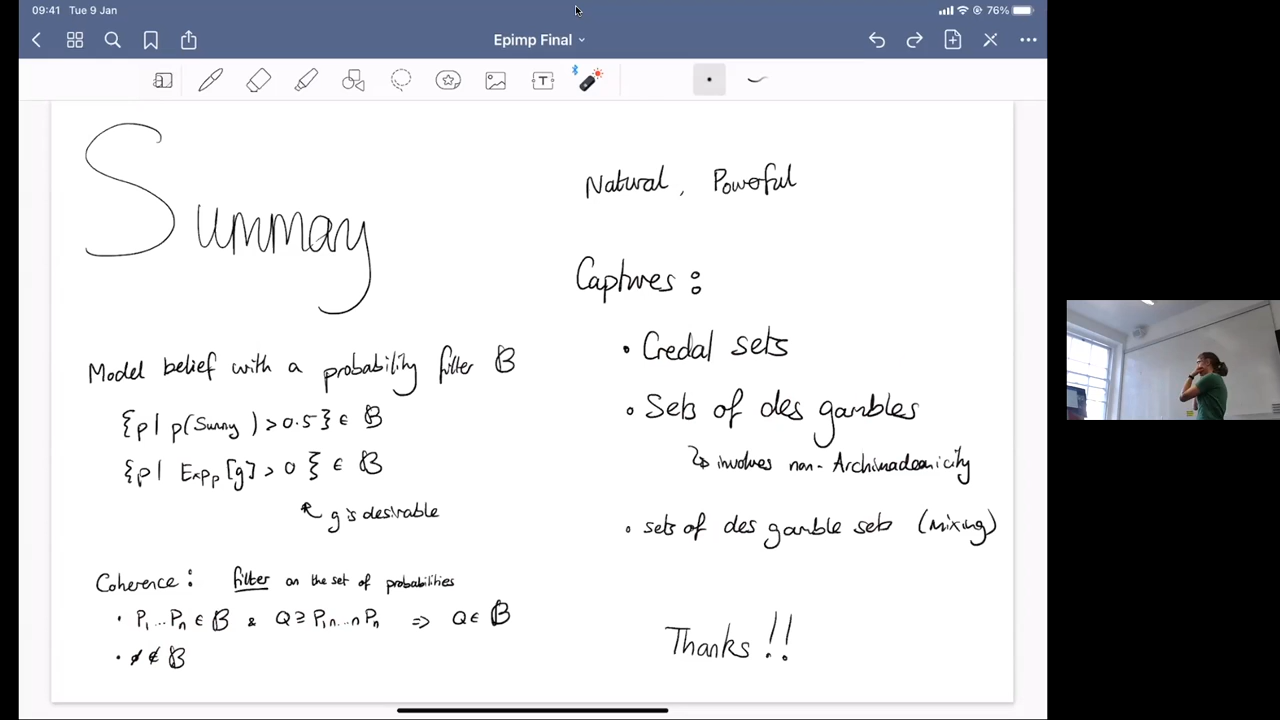 09:41 Tue 9 Jan
76%
Epimp Final
Summay
Model belief with a probability filter 𝔹
{p | p(Sunny) > 0.5} ∈ 𝔹
{p | Exp_p[g] > 0} ∈ 𝔹
↖ g is desirable
Coherence: filter on the set of probabilities
• P₁...Pₙ ∈ 𝔹 & Q ⊇ P₁∩...∩Pₙ ⇒ Q ∈ 𝔹
• ∅ ∉ 𝔹
Natural, Powerful
Captures:
• Credal sets
• Sets of des gambles
↳ involves non-Archimadeanicity
• sets of des gamble sets (mixing)
Thanks!!